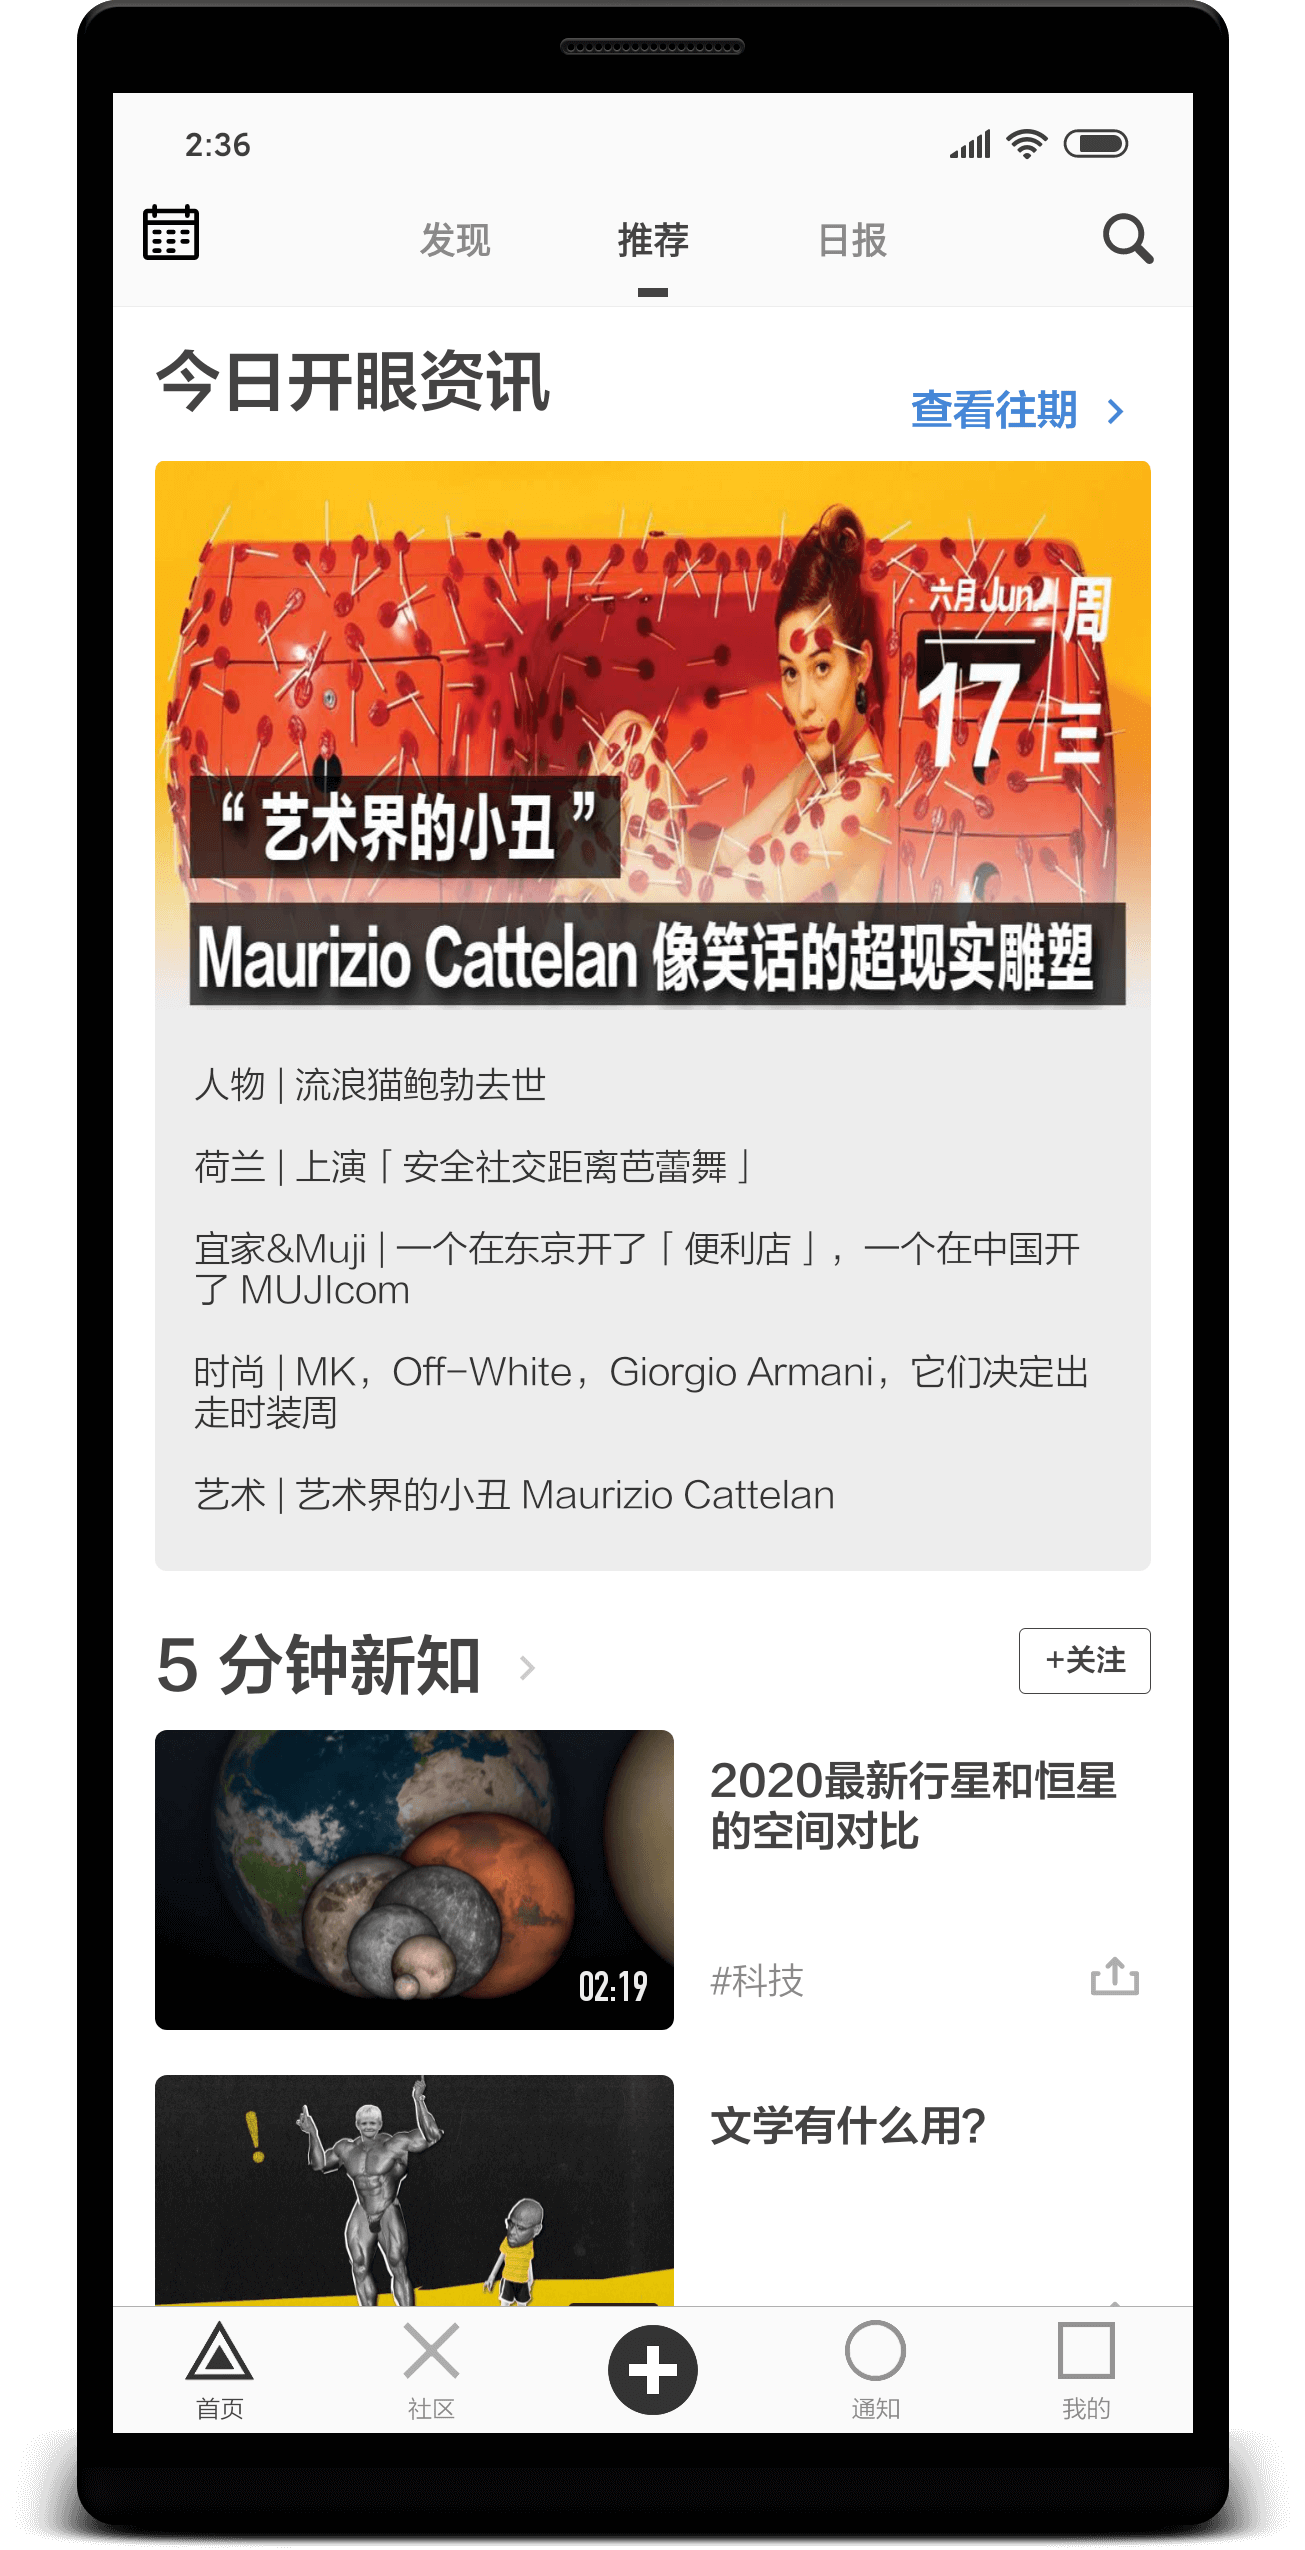 2:36
发现 推荐 日报
今日开眼资讯
查看往期
六月 Jun. 周三
17
“艺术界的小丑”
Maurizio Cattelan 像笑话的超现实雕塑
人物 | 流浪猫鲍勃去世
荷兰 | 上演「安全社交距离芭蕾舞」
宜家&Muji | 一个在东京开了「便利店」，一个在中国开
了 MUJIcom
时尚 | MK，Off-White，Giorgio Armani，它们决定出
走时装周
艺术 | 艺术界的小丑 Maurizio Cattelan
5 分钟新知
+关注
2020最新行星和恒星
的空间对比
02:19
#科技
文学有什么用?
首页 社区 通知 我的